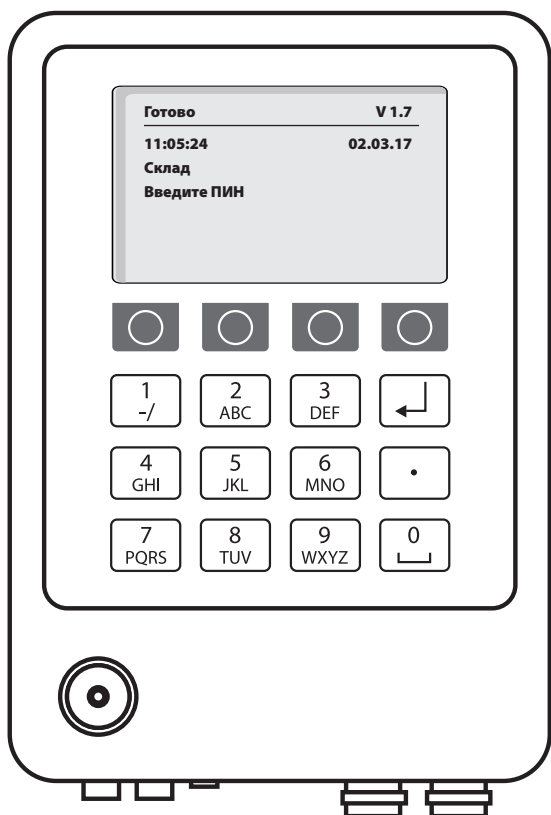 Готово V 1.7
11:05:24 02.03.17
Склад
Введите ПИН
1 2 3
-/ ABC DEF
4 5 6 .
GHI JKL MNO
7 8 9 0
PQRS TUV WXYZ